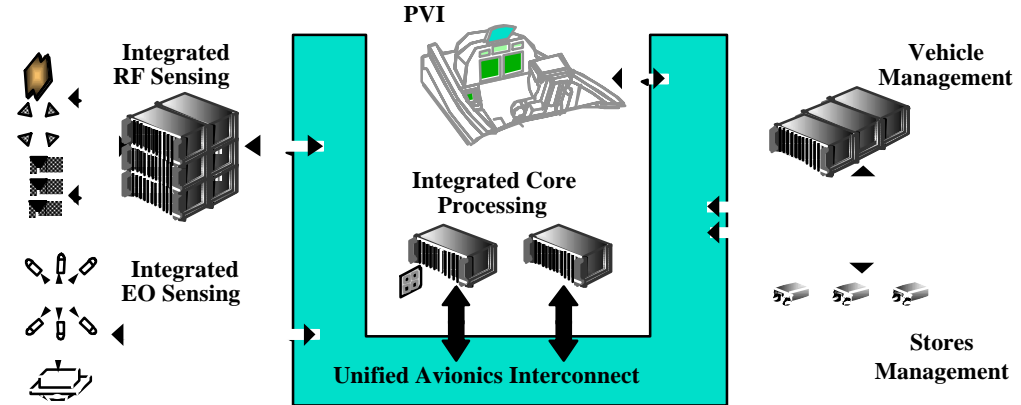 PVI
Integrated
RF Sensing
Vehicle
Management
Integrated Core
Processing
Integrated
EO Sensing
Stores
Management
Unified Avionics Interconnect